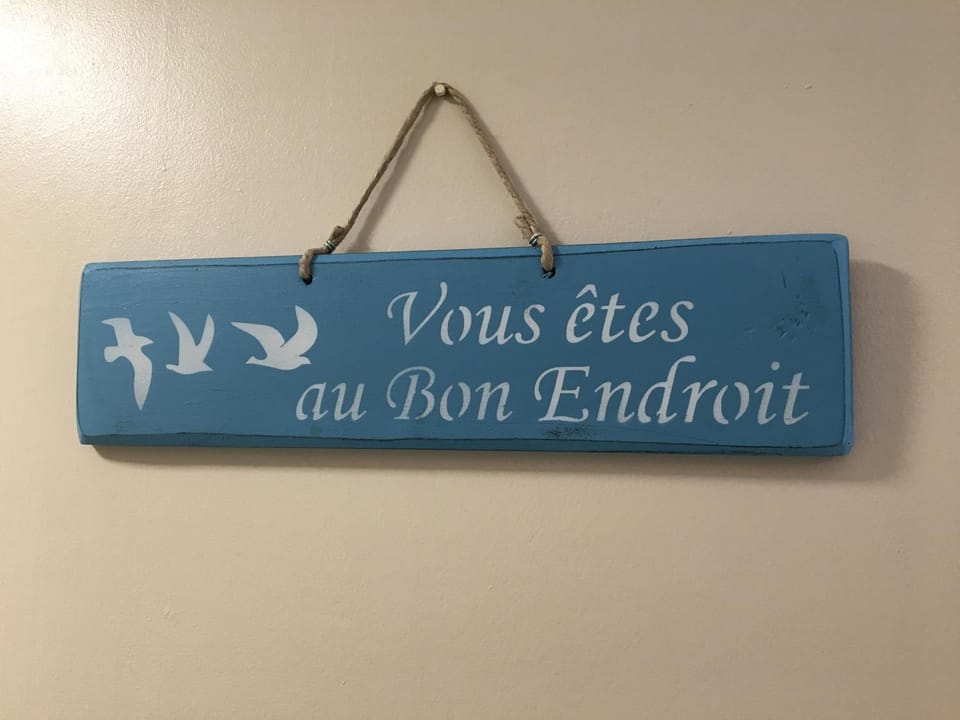 Vous êtes
au Bon Endroit